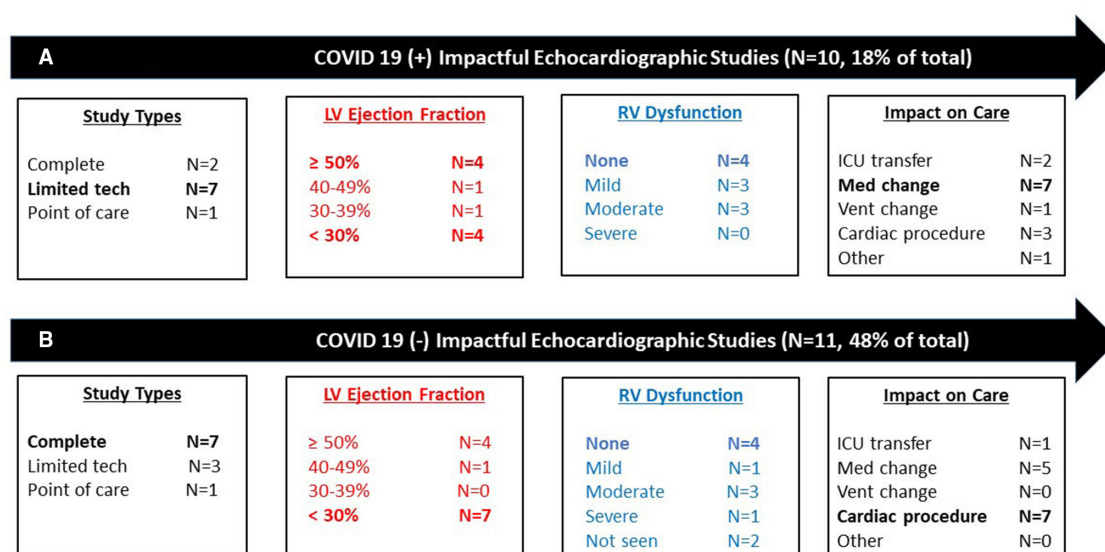 A
COVID 19 (+) Impactful Echocardiographic Studies (N=10, 18% of total)
Study Types
Complete N=2
Limited tech N=7
Point of care N=1
LV Ejection Fraction
≥ 50% N=4
40-49% N=1
30-39% N=1
< 30% N=4
RV Dysfunction
None N=4
Mild N=3
Moderate N=3
Severe N=0
Impact on Care
ICU transfer N=2
Med change N=7
Vent change N=1
Cardiac procedure N=3
Other N=1
B
COVID 19 (-) Impactful Echocardiographic Studies (N=11, 48% of total)
Study Types
Complete N=7
Limited tech N=3
Point of care N=1
LV Ejection Fraction
≥ 50% N=4
40-49% N=1
30-39% N=0
< 30% N=7
RV Dysfunction
None N=4
Mild N=1
Moderate N=3
Severe N=1
Not seen N=2
Impact on Care
ICU transfer N=1
Med change N=5
Vent change N=0
Cardiac procedure N=7
Other N=0